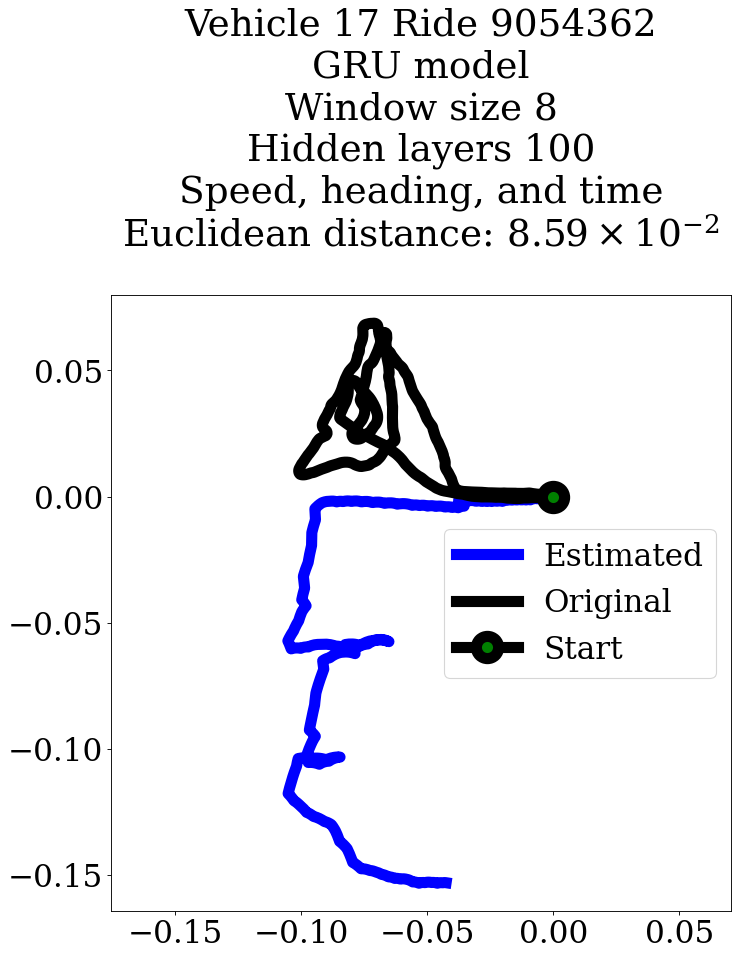 Vehicle 17 Ride 9054362
GRU model
Window size 8
Hidden layers 100
Speed, heading, and time
Euclidean distance: 8.59 × 10⁻²
0.05
0.00
−0.05
−0.10
−0.15
Estimated
Original
Start
−0.15 −0.10 −0.05 0.00 0.05